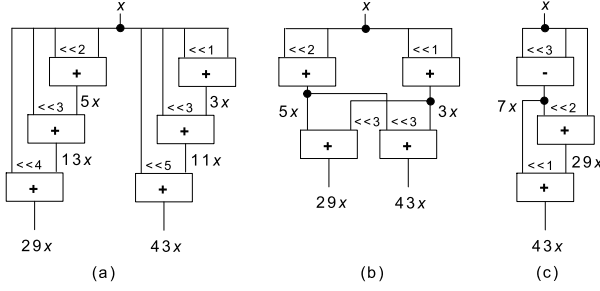 x x x
<<2 <<1 <<2 <<1 <<3
+ + + + -
5x 3x 5x 3x 7x
<<3 <<3 <<3 <<3 <<2
+ + + + +
13x 11x 29x
<<4 <<5 <<1
+ + +
29x 43x 29x 43x 43x
(a) (b) (c)